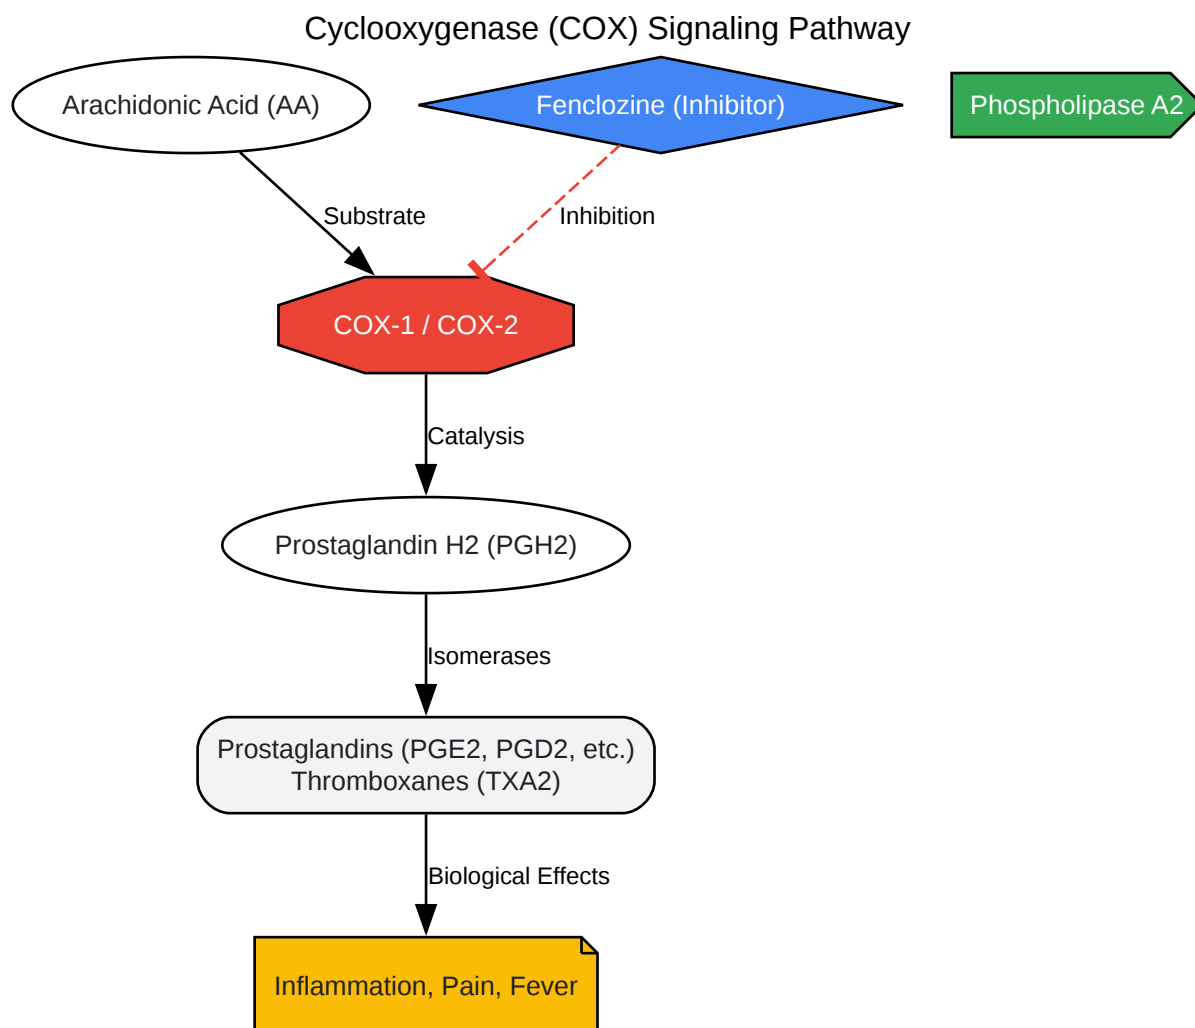 Cyclooxygenase (COX) Signaling Pathway
Arachidonic Acid (AA)
Fenclozine (Inhibitor)
Phospholipase A2
Substrate
Inhibition
COX-1 / COX-2
Catalysis
Prostaglandin H2 (PGH2)
Isomerases
Prostaglandins (PGE2, PGD2, etc.)
Thromboxanes (TXA2)
Biological Effects
Inflammation, Pain, Fever